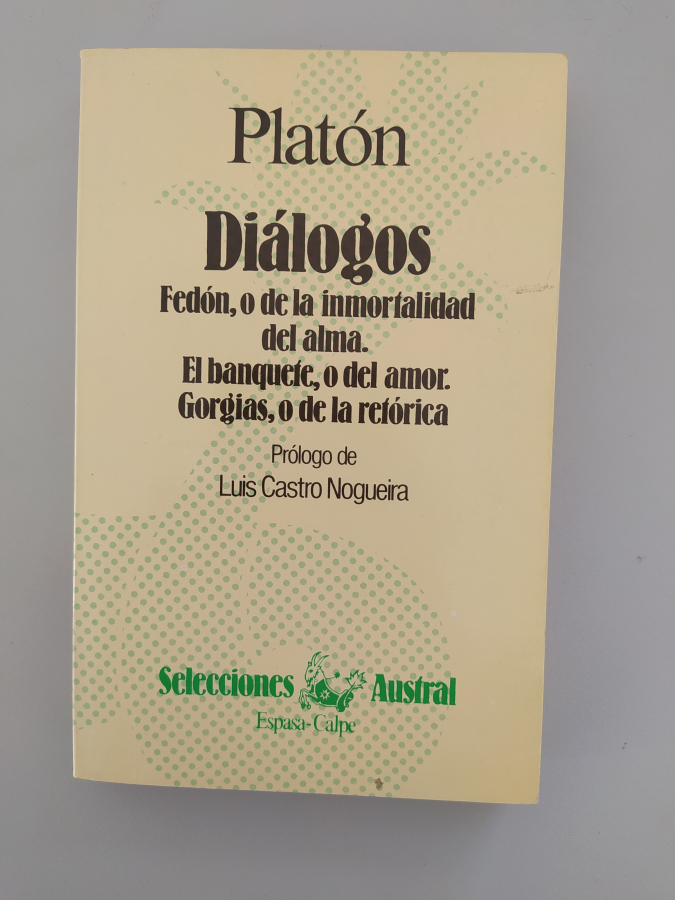 Platón
Diálogos
Fedón, o de la inmortalidad
del alma.
El banquete, o del amor.
Gorgias, o de la retórica
Prólogo de
Luis Castro Nogueira
Selecciones Austral
Espasa-Calpe